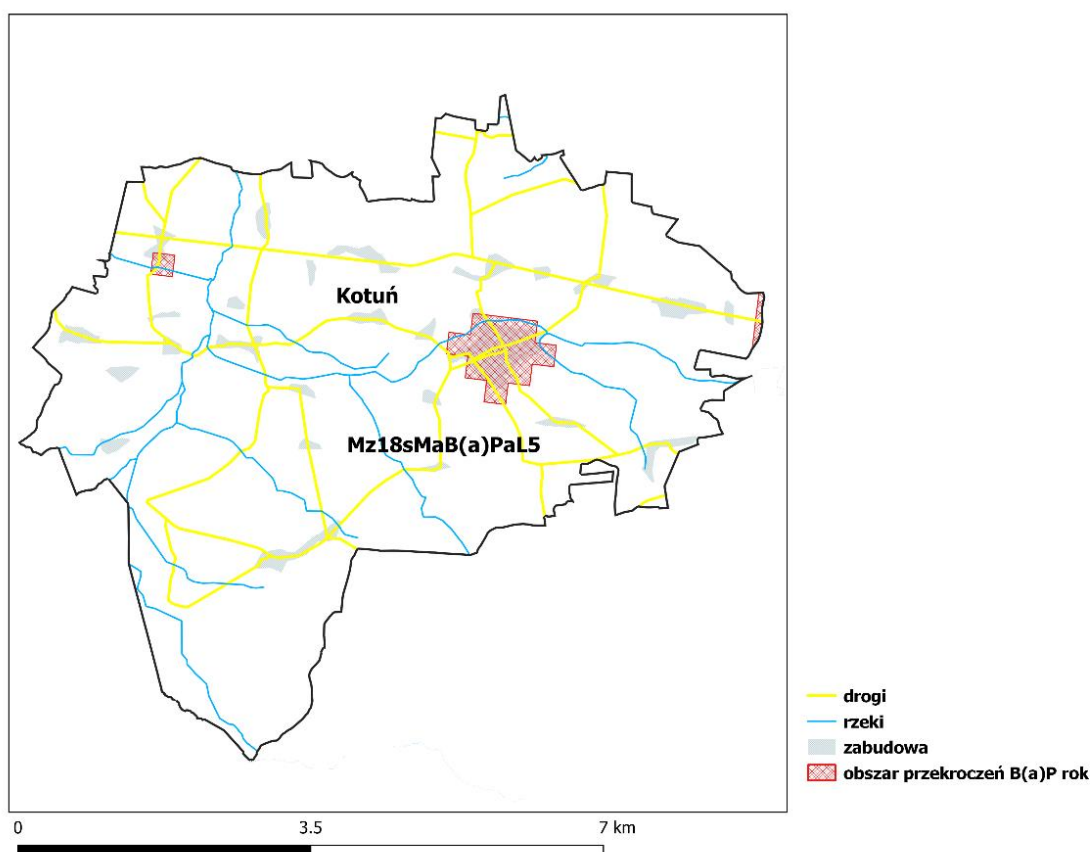 Kotuń
Mz18sMaB(a)PaL5
drogi
rzeki
zabudowa
obszar przekroczeń B(a)P rok
0 3.5 7 km